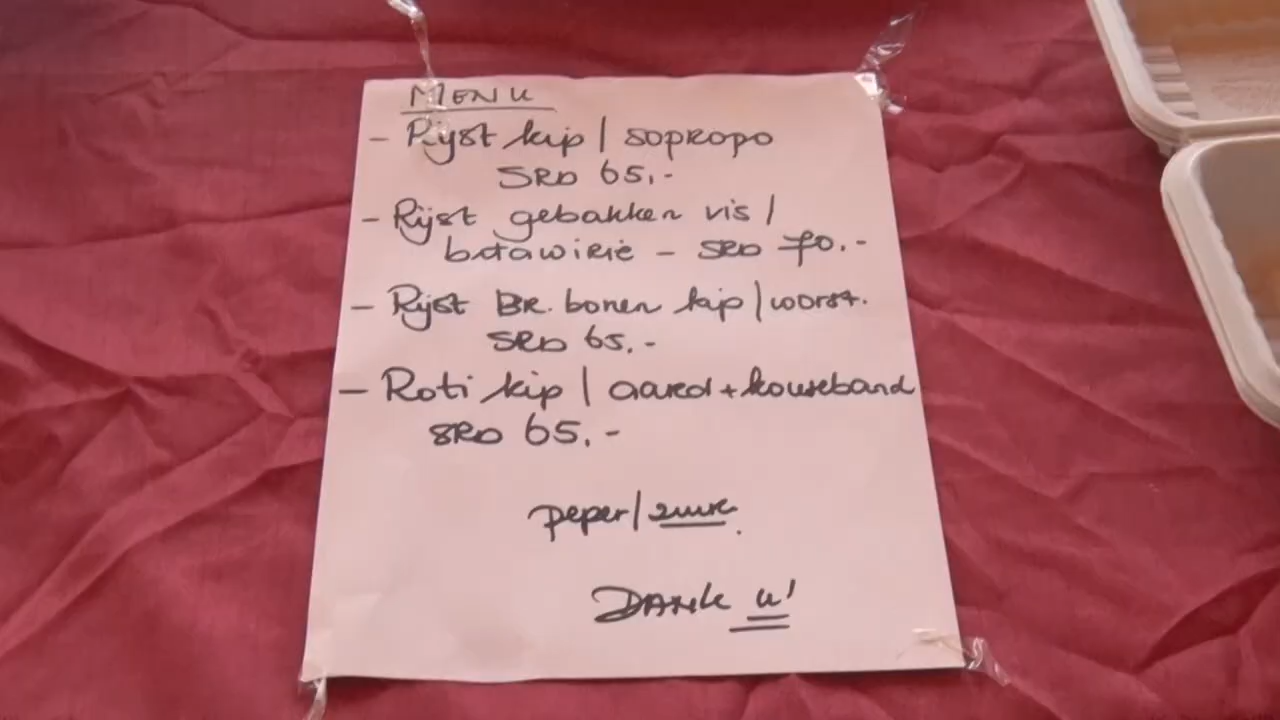 MENU
- Rijst kip / sopropo
SRD 65,-
- Rijst gebakken vis /
bitawirie - SRD 70.-
- Rijst BR. bonen kip / worst.
SRD 65,-
- Roti kip / aard + kouseband
SRD 65,-
peper / zuur.
DANK u!